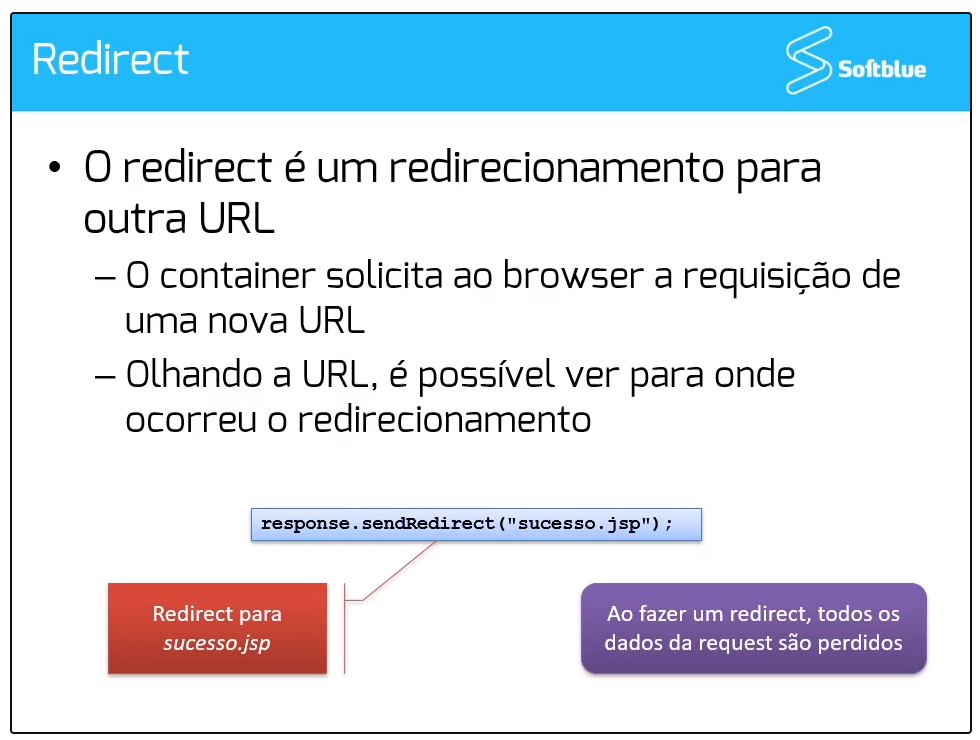 Redirect
Softblue
• O redirect é um redirecionamento para
outra URL
– O container solicita ao browser a requisição de
uma nova URL
– Olhando a URL, é possível ver para onde
ocorreu o redirecionamento
response.sendRedirect("sucesso.jsp");
Redirect para
sucesso.jsp
Ao fazer um redirect, todos os
dados da request são perdidos